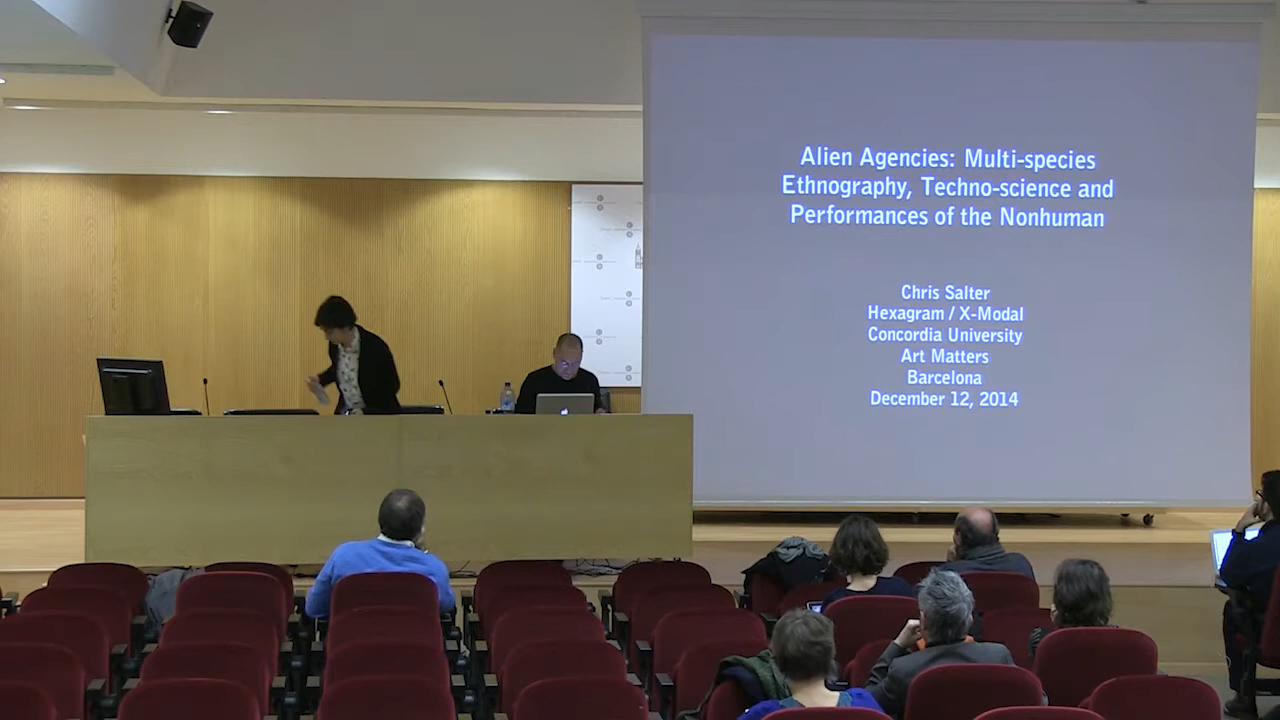 Alien Agencies: Multi-species
Ethnography, Techno-science and
Performances of the Nonhuman
Chris Salter
Hexagram / X-Modal
Concordia University
Art Matters
Barcelona
December 12, 2014